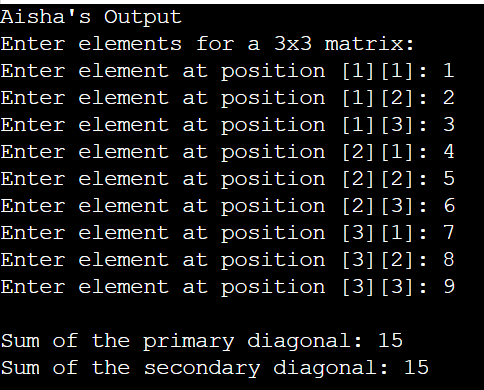 Aisha's Output
Enter elements for a 3x3 matrix:
Enter element at position [1][1]: 1
Enter element at position [1][2]: 2
Enter element at position [1][3]: 3
Enter element at position [2][1]: 4
Enter element at position [2][2]: 5
Enter element at position [2][3]: 6
Enter element at position [3][1]: 7
Enter element at position [3][2]: 8
Enter element at position [3][3]: 9
Sum of the primary diagonal: 15
Sum of the secondary diagonal: 15